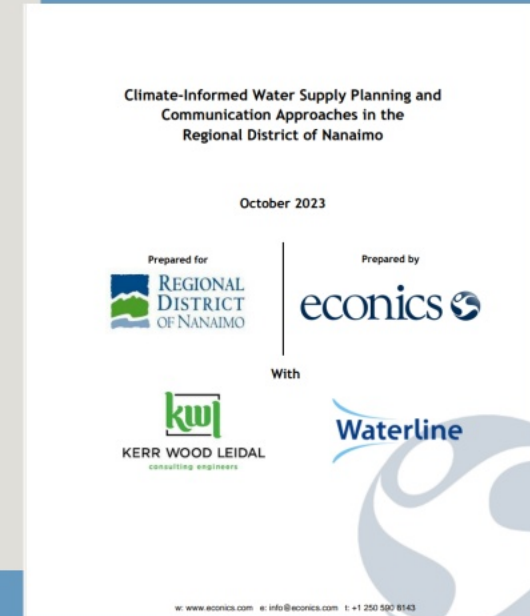 Climate-Informed Water Supply Planning and
Communication Approaches in the
Regional District of Nanaimo
October 2023
Prepared for
REGIONAL
DISTRICT
OF NANAIMO
Prepared by
econics
With
kwl
KERR WOOD LEIDAL
consulting engineers
Waterline
w: www.econics.com e: info@econics.com t: +1 250 590 8143